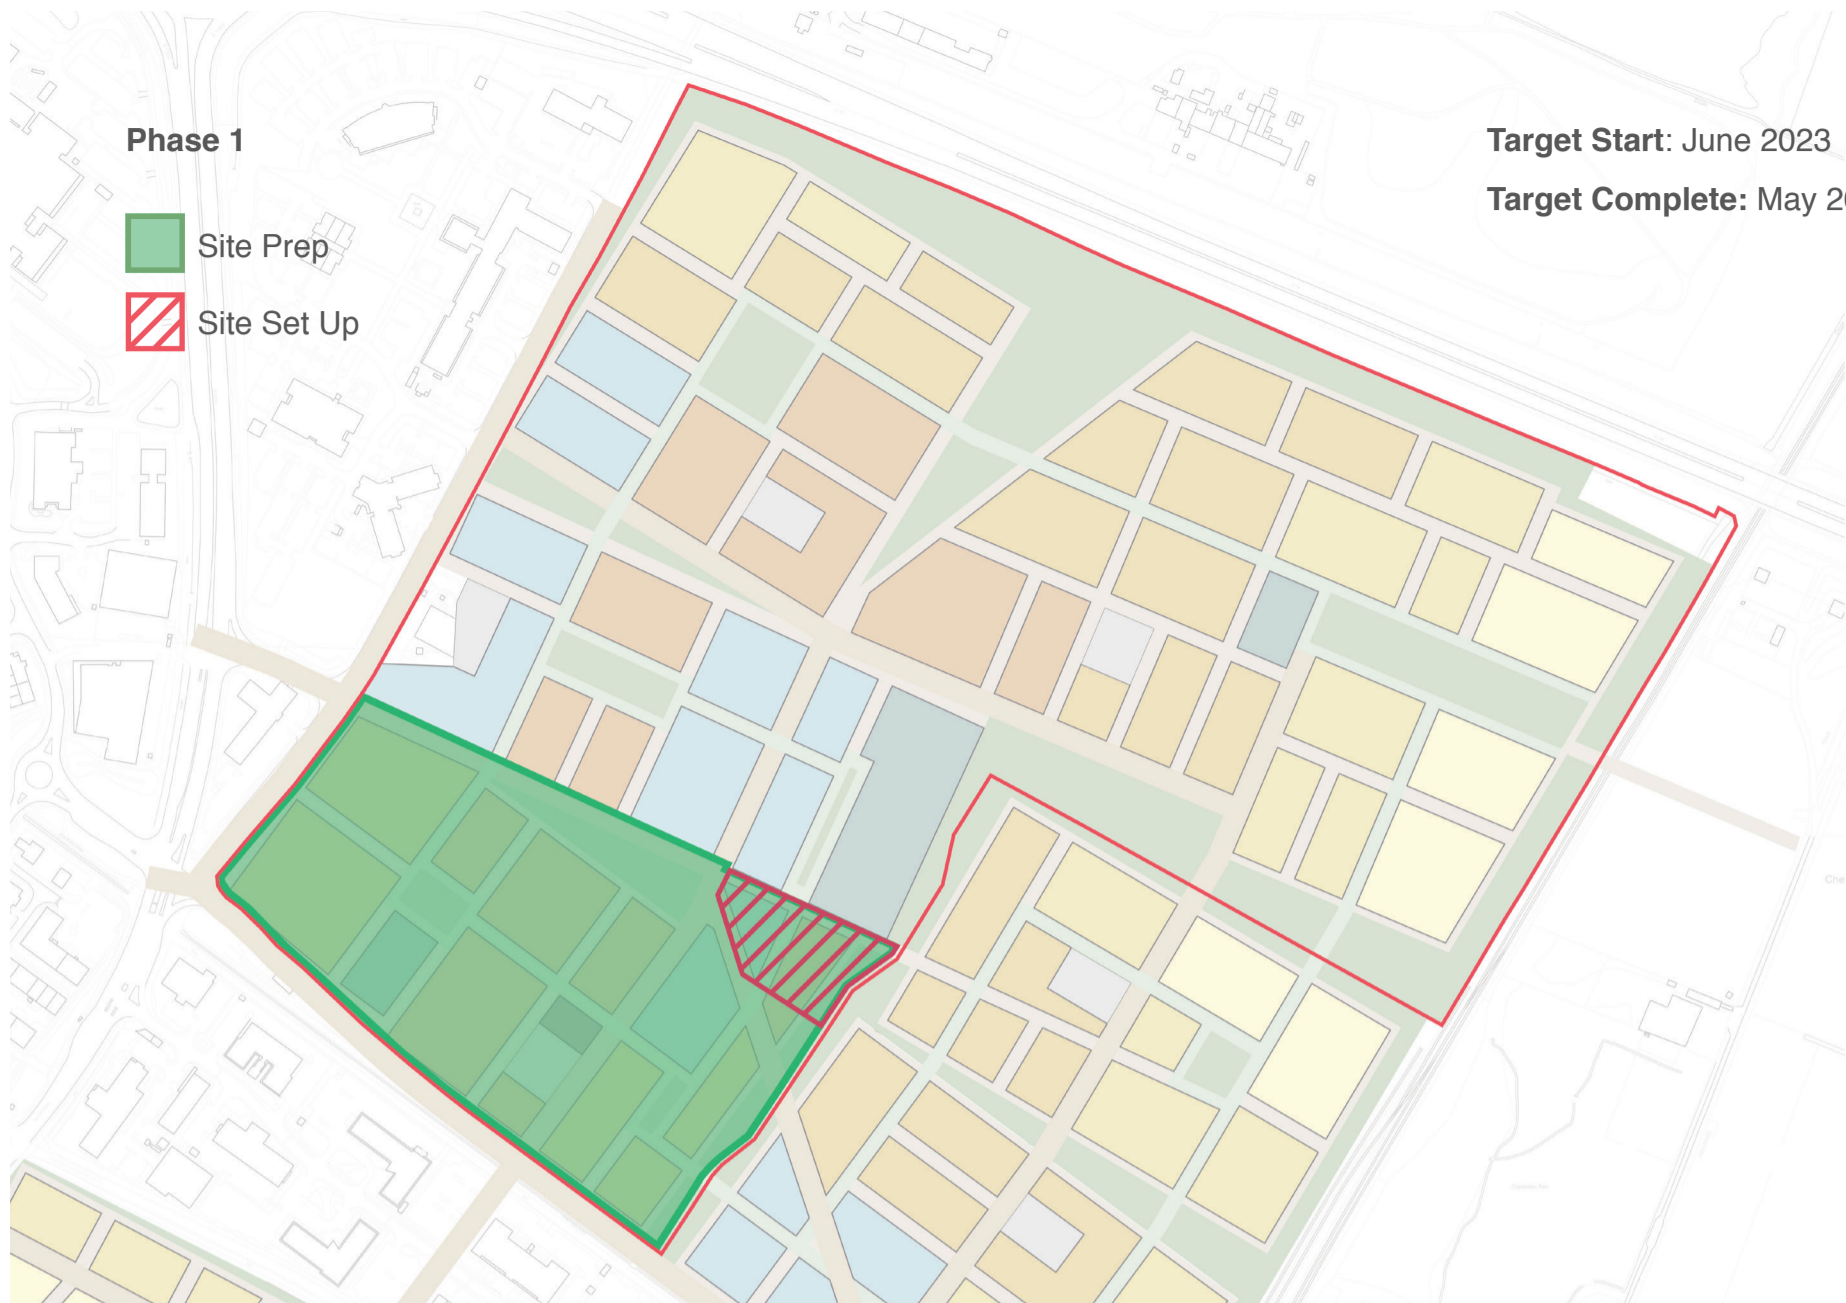 Phase 1
Site Prep
Site Set Up
Target Start: June 2023
Target Complete: May